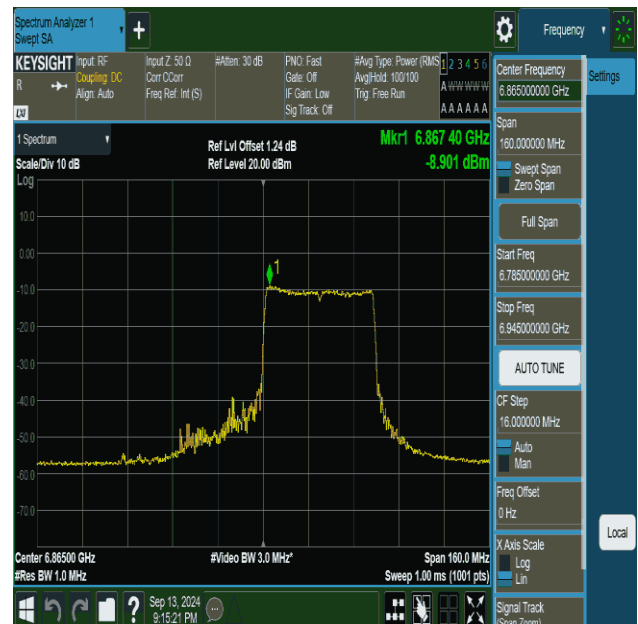 Spectrum Analyzer 1
Swept SA
+
Frequency
KEYSIGHT
R
LXI
Input: RF
Coupling: DC
Align: Auto
Input Z: 50 Ω
Corr CCorr
Freq Ref: Int (S)
#Atten: 30 dB
PNO: Fast
Gate: Off
IF Gain: Low
Sig Track: Off
#Avg Type: Power (RMS
Avg|Hold: 100/100
Trig: Free Run
1 2 3 4 5 6
A W W W W W
A A A A A A
1 Spectrum
Scale/Div 10 dB
Log
Ref Lvl Offset 1.24 dB
Ref Level 20.00 dBm
Mkr1 6.867 40 GHz
-8.901 dBm
10.0
0.00
-10.0
-20.0
-30.0
-40.0
-50.0
-60.0
-70.0
1
Center 6.86500 GHz
#Res BW 1.0 MHz
#Video BW 3.0 MHz*
Span 160.0 MHz
Sweep 1.00 ms (1001 pts)
Center Frequency
6.865000000 GHz
Settings
Span
160.000000 MHz
Swept Span
Zero Span
Full Span
Start Freq
6.785000000 GHz
Stop Freq
6.945000000 GHz
AUTO TUNE
CF Step
16.000000 MHz
Auto
Man
Freq Offset
0 Hz
X Axis Scale
Log
Lin
Local
Signal Track
(Span Zoom)
?
Sep 13, 2024
9:15:21 PM